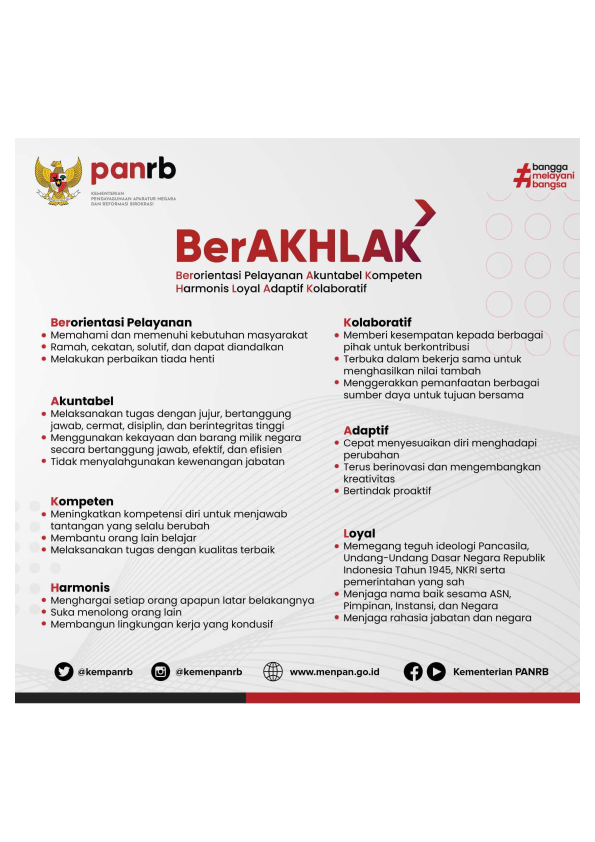 panrb
KEMENTERIAN
PENDAYAGUNAAN APARATUR NEGARA
DAN REFORMASI BIROKRASI
#bangga
melayani
bangsa
BerAKHLAK
Berorientasi Pelayanan Akuntabel Kompeten
Harmonis Loyal Adaptif Kolaboratif
Berorientasi Pelayanan
• Memahami dan memenuhi kebutuhan masyarakat
• Ramah, cekatan, solutif, dan dapat diandalkan
• Melakukan perbaikan tiada henti
Akuntabel
• Melaksanakan tugas dengan jujur, bertanggung
jawab, cermat, disiplin, dan berintegritas tinggi
• Menggunakan kekayaan dan barang milik negara
secara bertanggung jawab, efektif, dan efisien
• Tidak menyalahgunakan kewenangan jabatan
Kompeten
• Meningkatkan kompetensi diri untuk menjawab
tantangan yang selalu berubah
• Membantu orang lain belajar
• Melaksanakan tugas dengan kualitas terbaik
Harmonis
• Menghargai setiap orang apapun latar belakangnya
• Suka menolong orang lain
• Membangun lingkungan kerja yang kondusif
Kolaboratif
• Memberi kesempatan kepada berbagai
pihak untuk berkontribusi
• Terbuka dalam bekerja sama untuk
menghasilkan nilai tambah
• Menggerakkan pemanfaatan berbagai
sumber daya untuk tujuan bersama
Adaptif
• Cepat menyesuaikan diri menghadapi
perubahan
• Terus berinovasi dan mengembangkan
kreativitas
• Bertindak proaktif
Loyal
• Memegang teguh ideologi Pancasila,
Undang-Undang Dasar Negara Republik
Indonesia Tahun 1945, NKRI serta
pemerintahan yang sah
• Menjaga nama baik sesama ASN,
Pimpinan, Instansi, dan Negara
• Menjaga rahasia jabatan dan negara
@kempanrb
@kemenpanrb
www.menpan.go.id
Kementerian PANRB